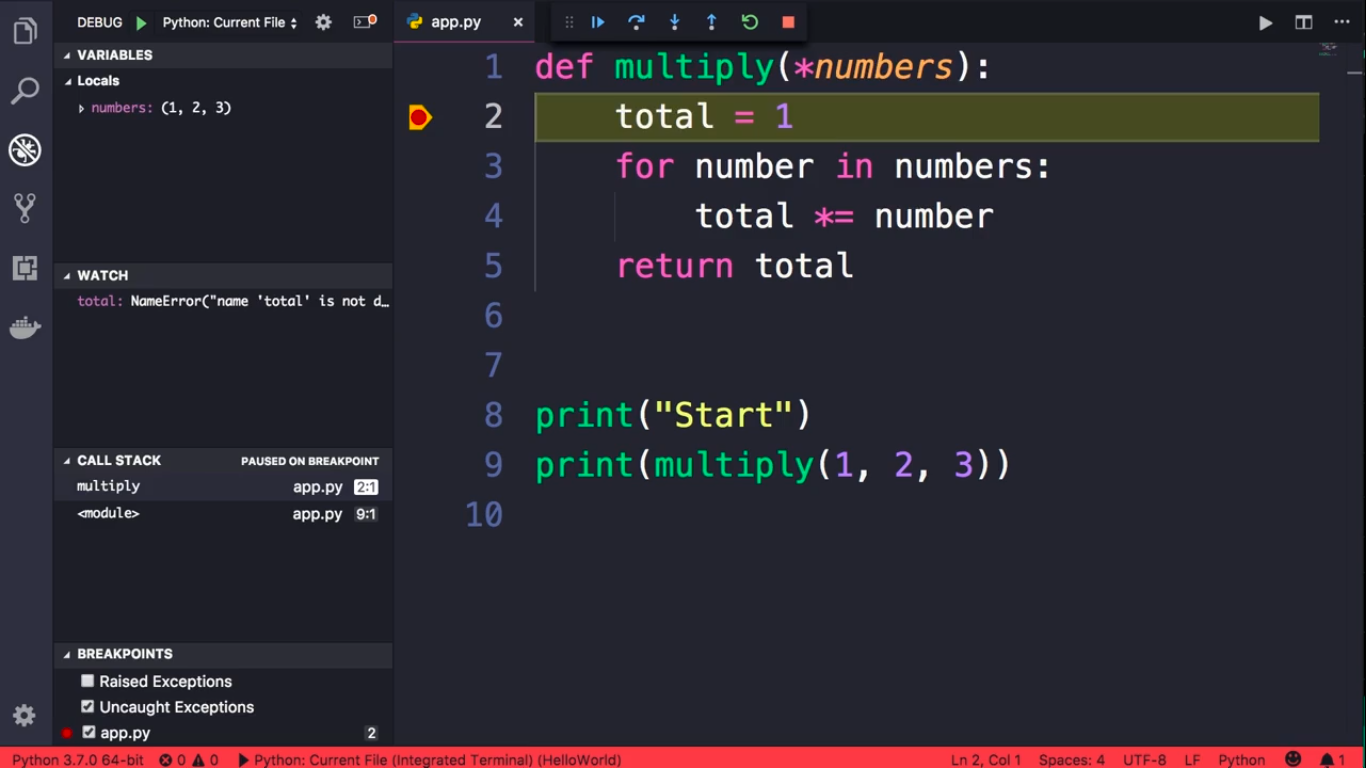 DEBUG Python: Current File
VARIABLES
Locals
numbers: (1, 2, 3)
WATCH
total: NameError("name 'total' is not d…
CALL STACK PAUSED ON BREAKPOINT
multiply app.py 2:1
<module> app.py 9:1
BREAKPOINTS
Raised Exceptions
Uncaught Exceptions
app.py 2
app.py ×
1 def multiply(*numbers):
2 total = 1
3 for number in numbers:
4 total *= number
5 return total
6
7
8 print("Start")
9 print(multiply(1, 2, 3))
10
Python 3.7.0 64-bit 0 0 Python: Current File (Integrated Terminal) (HelloWorld) Ln 2, Col 1 Spaces: 4 UTF-8 LF Python 1